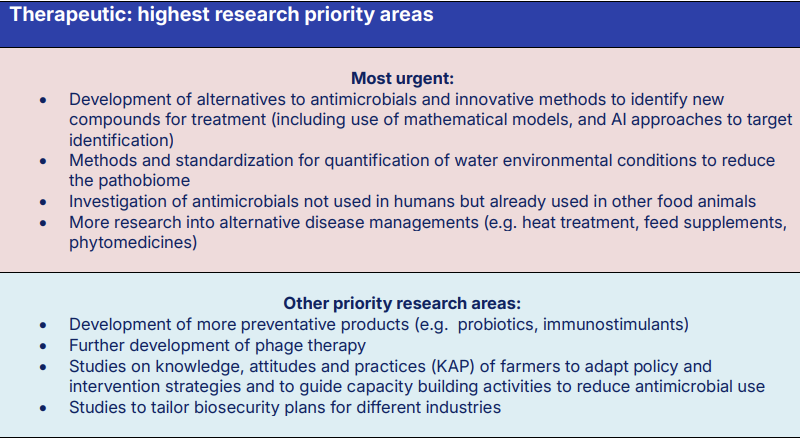 Therapeutic: highest research priority areas
Most urgent:
• Development of alternatives to antimicrobials and innovative methods to identify new
compounds for treatment (including use of mathematical models, and AI approaches to target
identification)
• Methods and standardization for quantification of water environmental conditions to reduce
the pathobiome
• Investigation of antimicrobials not used in humans but already used in other food animals
• More research into alternative disease managements (e.g. heat treatment, feed supplements,
phytomedicines)
Other priority research areas:
• Development of more preventative products (e.g.  probiotics, immunostimulants)
• Further development of phage therapy
• Studies on knowledge, attitudes and practices (KAP) of farmers to adapt policy and
intervention strategies and to guide capacity building activities to reduce antimicrobial use
• Studies to tailor biosecurity plans for different industries